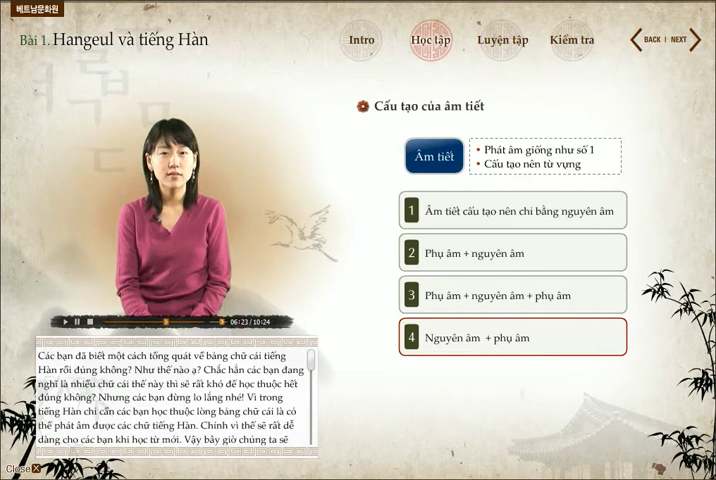 베트남문화원
Bài 1. Hangeul và tiếng Hàn
Intro
Học tập
Luyện tập
Kiểm tra
BACK | NEXT
Cấu tạo của âm tiết
Âm tiết
• Phát âm giống như số 1
• Cấu tạo nên từ vựng
1 Âm tiết cấu tạo nên chỉ bằng nguyên âm
2 Phụ âm + nguyên âm
3 Phụ âm + nguyên âm + phụ âm
4 Nguyên âm + phụ âm
06:23 / 10:24
Các bạn đã biết một cách tổng quát về bảng chữ cái tiếng
Hàn rồi đúng không? Như thế nào ạ? Chắc hẳn các bạn đang
nghĩ là nhiều chữ cái thế này thì sẽ rất khó để học thuộc hết
đúng không? Nhưng các bạn đừng lo lắng nhé! Vì trong
tiếng Hàn chỉ cần các bạn học thuộc lòng bảng chữ cái là có
thể phát âm được các chữ tiếng Hàn. Chính vì thế sẽ rất dễ
dàng cho các bạn khi học từ mới. Vậy bây giờ chúng ta sẽ
Close